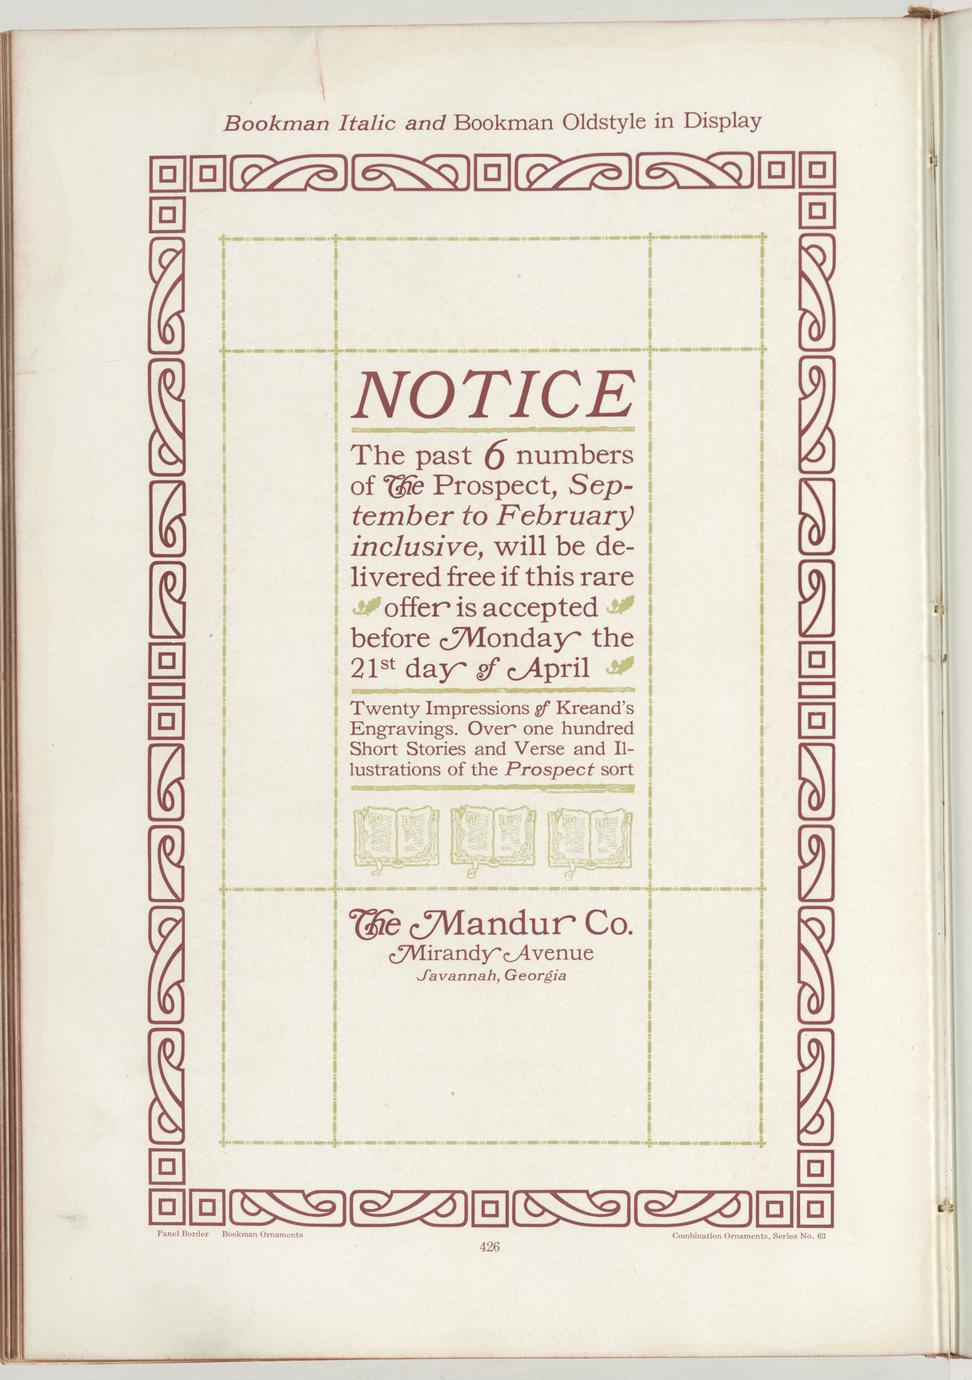 Bookman Italic and Bookman Oldstyle in Display
NOTICE
The past 6 numbers
of The Prospect, Sep-
tember to February
inclusive, will be de-
livered free if this rare
offer is accepted
before Monday the
21st day of April
Twenty Impressions of Kreand's
Engravings. Over one hundred
Short Stories and Verse and Il-
lustrations of the Prospect sort
The Mandur Co.
Mirandy Avenue
Savannah, Georgia
Panel Border Bookman Ornaments
Combination Ornaments, Series No. 63
426